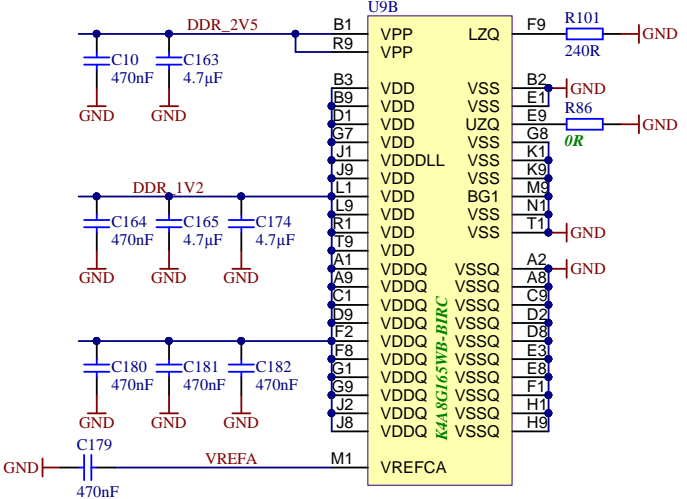 U9B
DDR_2V5 B1 VPP LZQ F9 R101 GND
R9 VPP 240R
C10 C163
470nF 4.7µF
B3 VDD VSS B2 GND
B9 VDD VSS E1
GND GND D1 VDD UZQ E9 R86 GND
G7 VDD VSS G8 0R
J1 VDDDLL VSS K1
J9 VDD VSS K9
DDR_1V2 L1 VDD BG1 M9
L9 VDD VSS N1
C164 C165 C174 R1 VDD VSS T1 GND
470nF 4.7µF 4.7µF T9 VDD
A1 VDDQ VSSQ A2 GND
GND GND GND A9 VDDQ VSSQ A8
C1 VDDQ VSSQ C9
D9 VDDQ VSSQ D2
F2 VDDQ VSSQ D8
F8 VDDQ VSSQ E3
C180 C181 C182 G1 VDDQ VSSQ E8
470nF 470nF 470nF G9 VDDQ VSSQ F1
J2 VDDQ VSSQ H1
GND GND GND J8 VDDQ VSSQ H9
K4A8G165WB-BIRC
C179
GND VREFA M1 VREFCA
470nF